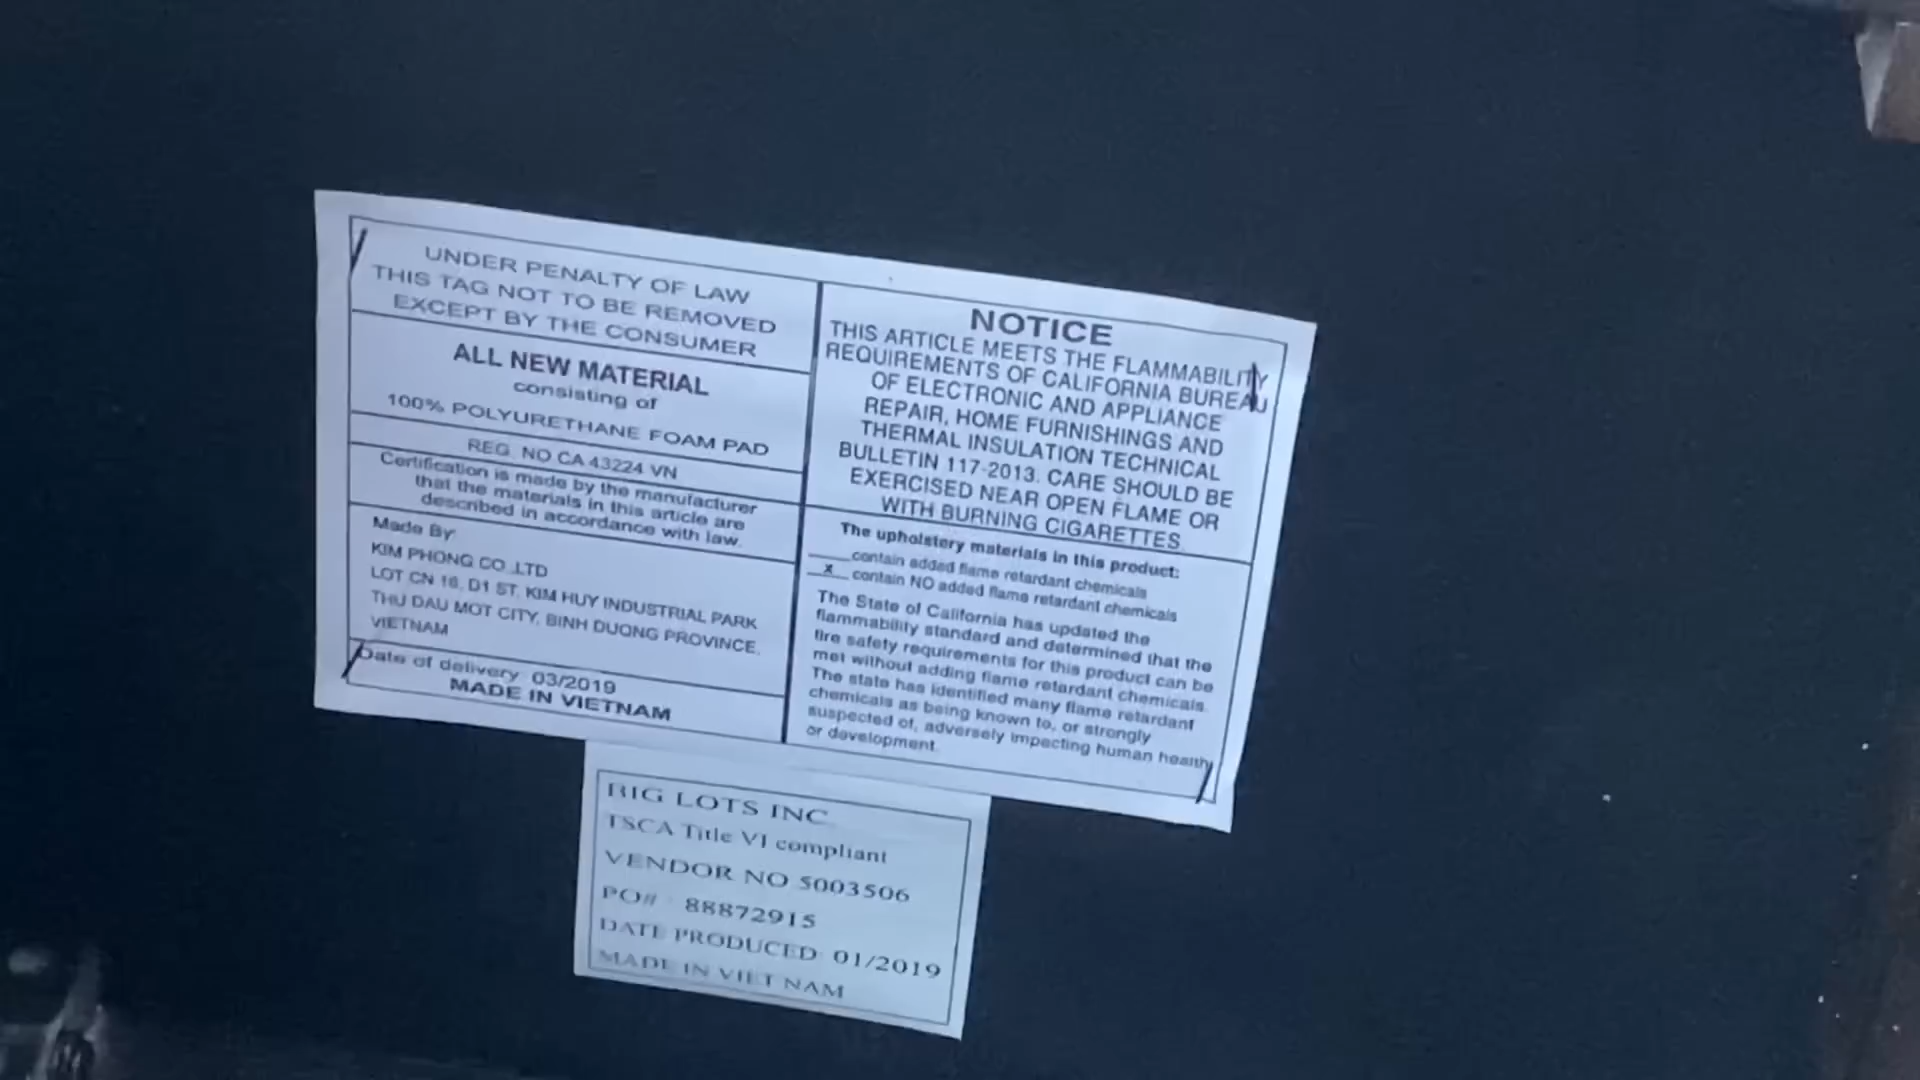 UNDER PENALTY OF LAW
THIS TAG NOT TO BE REMOVED
EXCEPT BY THE CONSUMER
ALL NEW MATERIAL
consisting of
100% POLYURETHANE FOAM PAD
REG. NO CA 43224 VN
Certification is made by the manufacturer
that the materials in this article are
described in accordance with law.
Made By:
KIM PHONG CO.,LTD
LOT CN 16, D1 ST, KIM HUY INDUSTRIAL PARK
THU DAU MOT CITY, BINH DUONG PROVINCE,
VIETNAM
Date of delivery 03/2019
MADE IN VIETNAM
NOTICE
THIS ARTICLE MEETS THE FLAMMABILITY
REQUIREMENTS OF CALIFORNIA BUREAU
OF ELECTRONIC AND APPLIANCE
REPAIR, HOME FURNISHINGS AND
THERMAL INSULATION TECHNICAL
BULLETIN 117-2013. CARE SHOULD BE
EXERCISED NEAR OPEN FLAME OR
WITH BURNING CIGARETTES.
The upholstery materials in this product:
____contain added flame retardant chemicals
__x__ contain NO added flame retardant chemicals
The State of California has updated the
flammability standard and determined that the
fire safety requirements for this product can be
met without adding flame retardant chemicals.
The state has identified many flame retardant
chemicals as being known to, or strongly
suspected of, adversely impacting human health
or development.
BIG LOTS INC.
TSCA Title VI compliant
VENDOR NO 5003506
PO# : 88872915
DATE PRODUCED: 01/2019
MADE IN VIET NAM